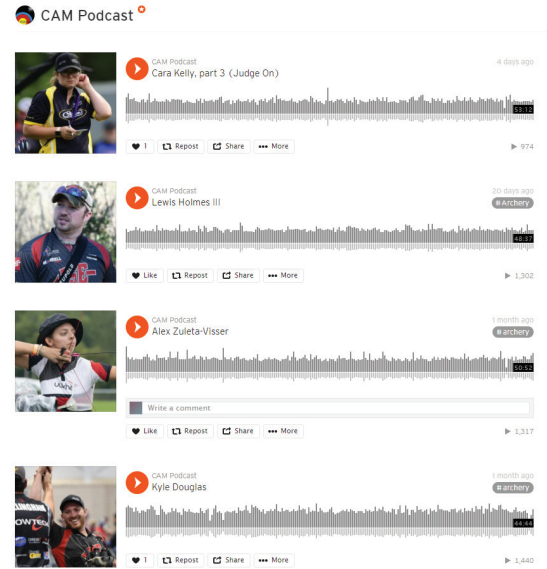 CAM Podcast
CAM Podcast
4 days ago
Cara Kelly, part 3 (Judge On)
53:12
1
Repost
Share
More
974
CAM Podcast
20 days ago
Lewis Holmes III
#Archery
48:37
Like
Repost
Share
More
1,302
CAM Podcast
1 month ago
Alex Zuleta-Visser
#archery
50:52
Write a comment
Like
Repost
Share
More
1,317
CAM Podcast
1 month ago
Kyle Douglas
#archery
44:44
1
Repost
Share
More
1,440